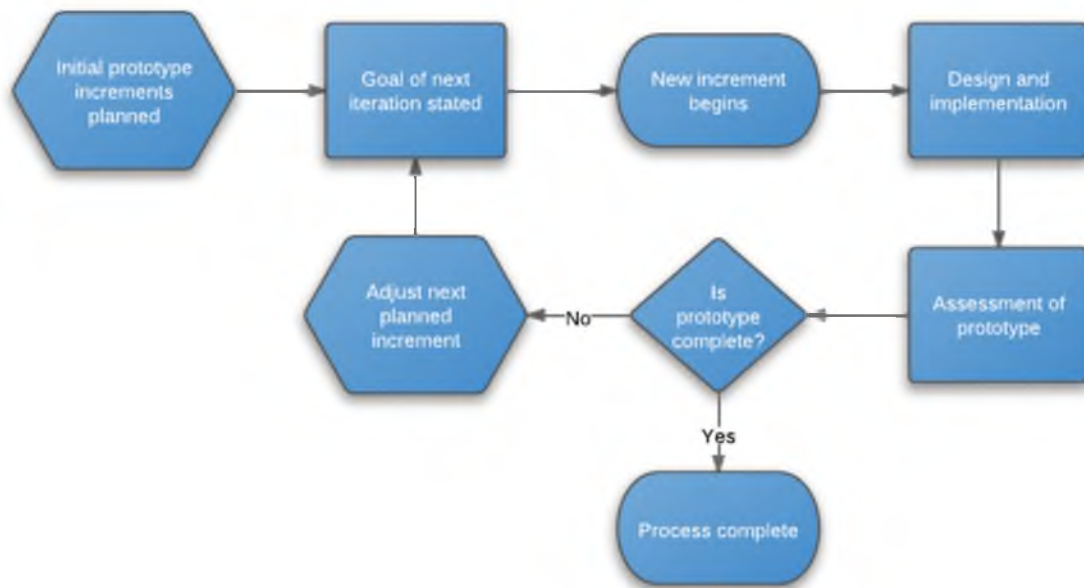 Initial prototype
increments
planned
Goal of next
iteration stated
New increment
begins
Design and
implementation
Assessment of
prototype
Is
prototype
complete?
No
Adjust next
planned
increment
Yes
Process complete